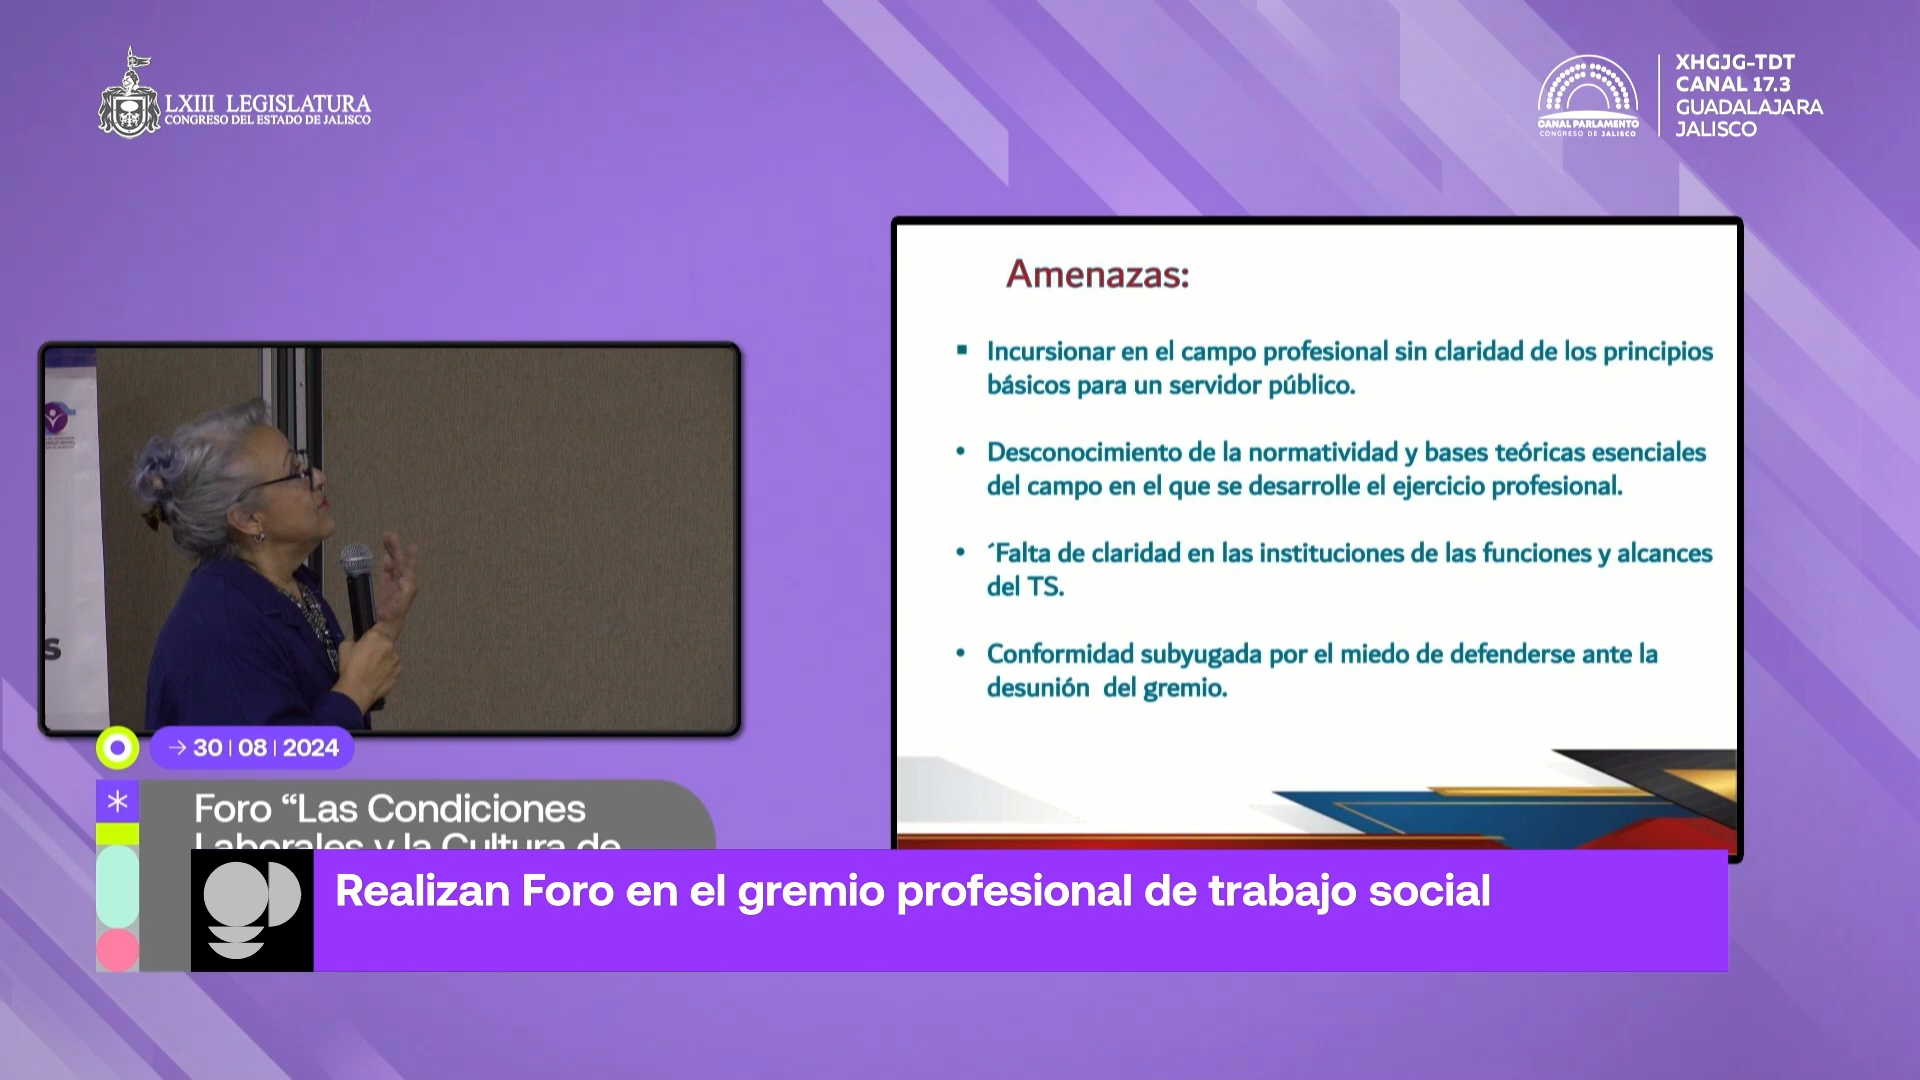 LXIII LEGISLATURA
CONGRESO DEL ESTADO DE JALISCO
CANAL PARLAMENTO
CONGRESO DE JALISCO
XHGJG-TDT
CANAL 17.3
GUADALAJARA
JALISCO
Amenazas:
▪ Incursionar en el campo profesional sin claridad de los principios
básicos para un servidor público.
• Desconocimiento de la normatividad y bases teóricas esenciales
del campo en el que se desarrolle el ejercicio profesional.
• ´Falta de claridad en las instituciones de las funciones y alcances
del TS.
• Conformidad subyugada por el miedo de defenderse ante la
desunión  del gremio.
s
→ 30 | 08 | 2024
Foro “Las Condiciones
Laborales y la Cultura de
Realizan Foro en el gremio profesional de trabajo social